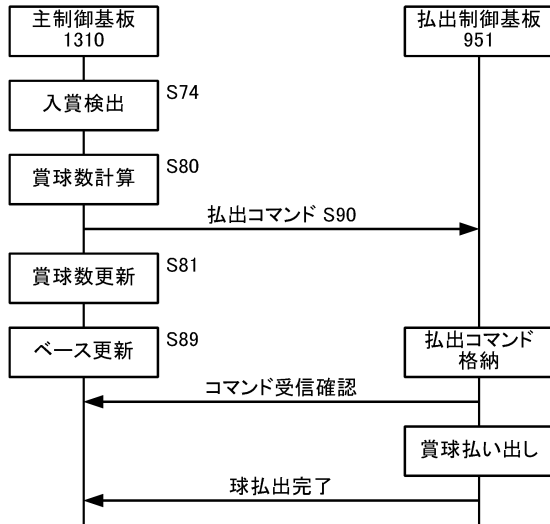 主制御基板
1310
払出制御基板
951
入賞検出
S74
賞球数計算
S80
払出コマンド S90
賞球数更新
S81
ベース更新
S89
払出コマンド
格納
コマンド受信確認
賞球払い出し
球払出完了